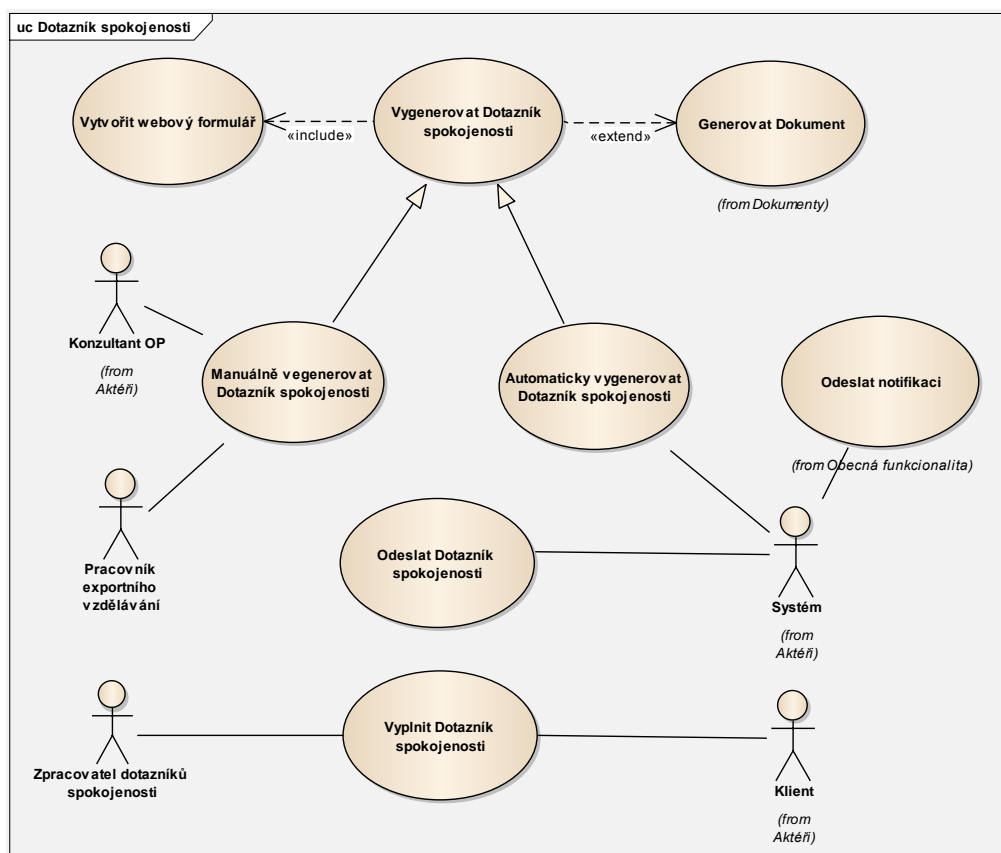 uc Dotazník spokojenosti
Vytvořit webový formulář
«include»
Vygenerovat Dotazník
spokojenosti
«extend»
Generovat Dokument
(from Dokumenty)
Konzultant OP
(from
Aktéři)
Manuálně vegenerovat
Dotazník spokojenosti
Automaticky vygenerovat
Dotazník spokojenosti
Odeslat notifikaci
(from Obecná funkcionalita)
Pracovník
exportního
vzdělávání
Odeslat Dotazník
spokojenosti
Systém
(from
Aktéři)
Zpracovatel dotazníků
spokojenosti
Vyplnit Dotazník
spokojenosti
Klient
(from
Aktéři)